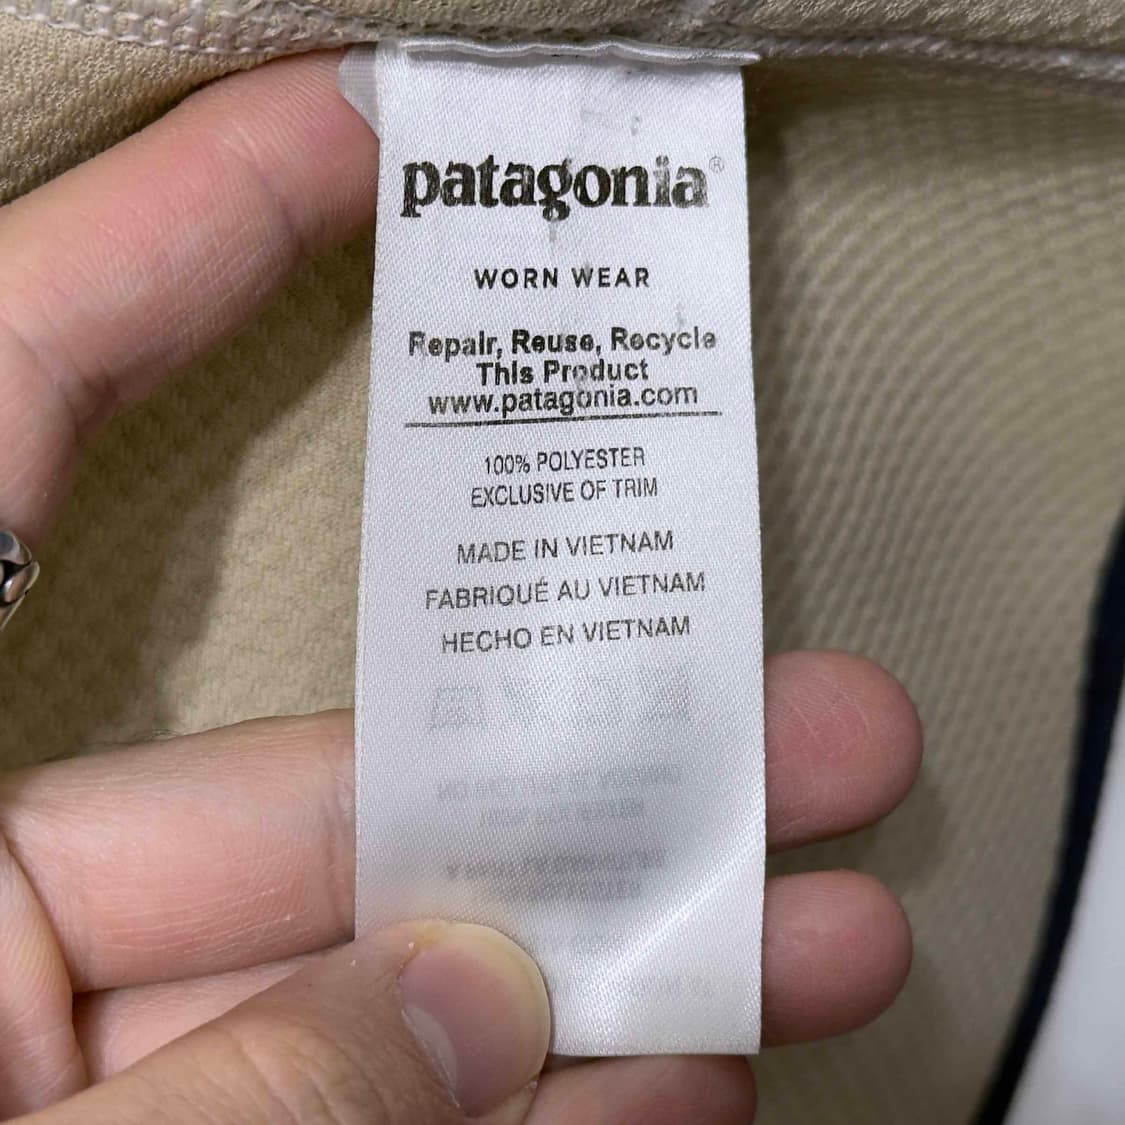 patagonia®
WORN WEAR
Repair, Reuse, Recycle
This Product
www.patagonia.com
100% POLYESTER
EXCLUSIVE OF TRIM
MADE IN VIETNAM
FABRIQUÉ AU VIETNAM
HECHO EN VIETNAM